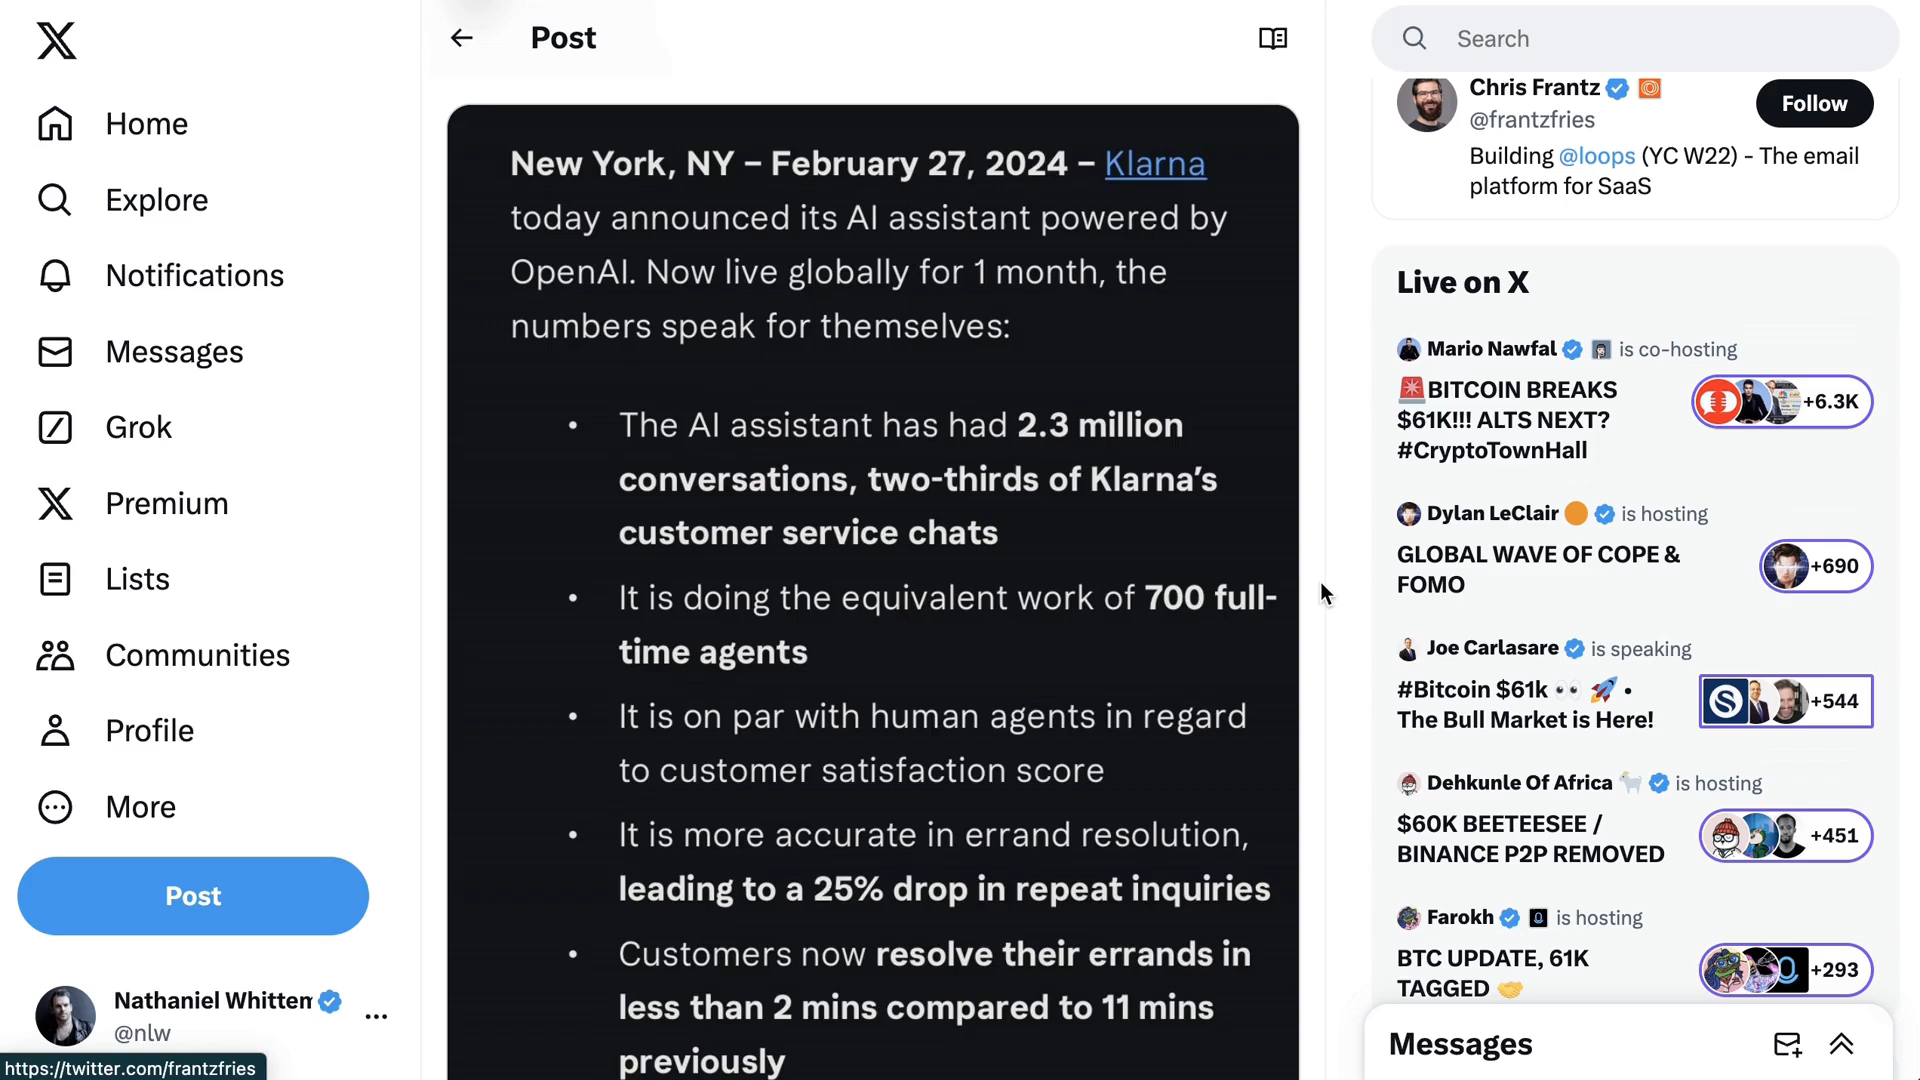 Home
Explore
Notifications
Messages
Grok
Premium
Lists
Communities
Profile
More
Post
Nathaniel Whittem
@nlw
https://twitter.com/frantzfries
Post
New York, NY – February 27, 2024 – Klarna
today announced its AI assistant powered by
OpenAI. Now live globally for 1 month, the
numbers speak for themselves:
• The AI assistant has had 2.3 million
conversations, two-thirds of Klarna’s
customer service chats
• It is doing the equivalent work of 700 full-
time agents
• It is on par with human agents in regard
to customer satisfaction score
• It is more accurate in errand resolution,
leading to a 25% drop in repeat inquiries
• Customers now resolve their errands in
less than 2 mins compared to 11 mins
previously
Search
Chris Frantz
Follow
@frantzfries
Building @loops (YC W22) - The email
platform for SaaS
Live on X
Mario Nawfal is co-hosting
🚨BITCOIN BREAKS
$61K!!! ALTS NEXT?
#CryptoTownHall
+6.3K
Dylan LeClair 🟠 is hosting
GLOBAL WAVE OF COPE &
FOMO
+690
Joe Carlasare is speaking
#Bitcoin $61k 👀 🚀 •
The Bull Market is Here!
+544
Dehkunle Of Africa 🐐 is hosting
$60K BEETEESEE /
BINANCE P2P REMOVED
+451
Farokh is hosting
BTC UPDATE, 61K
TAGGED 🤝
+293
Messages